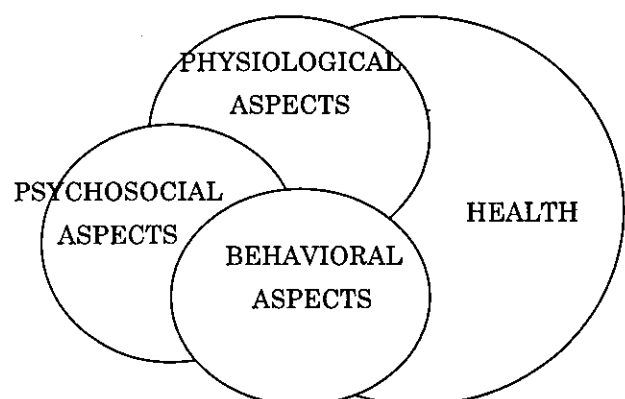 PHYSIOLOGICAL
ASPECTS
PSYCHOSOCIAL
ASPECTS
HEALTH
BEHAVIORAL
ASPECTS